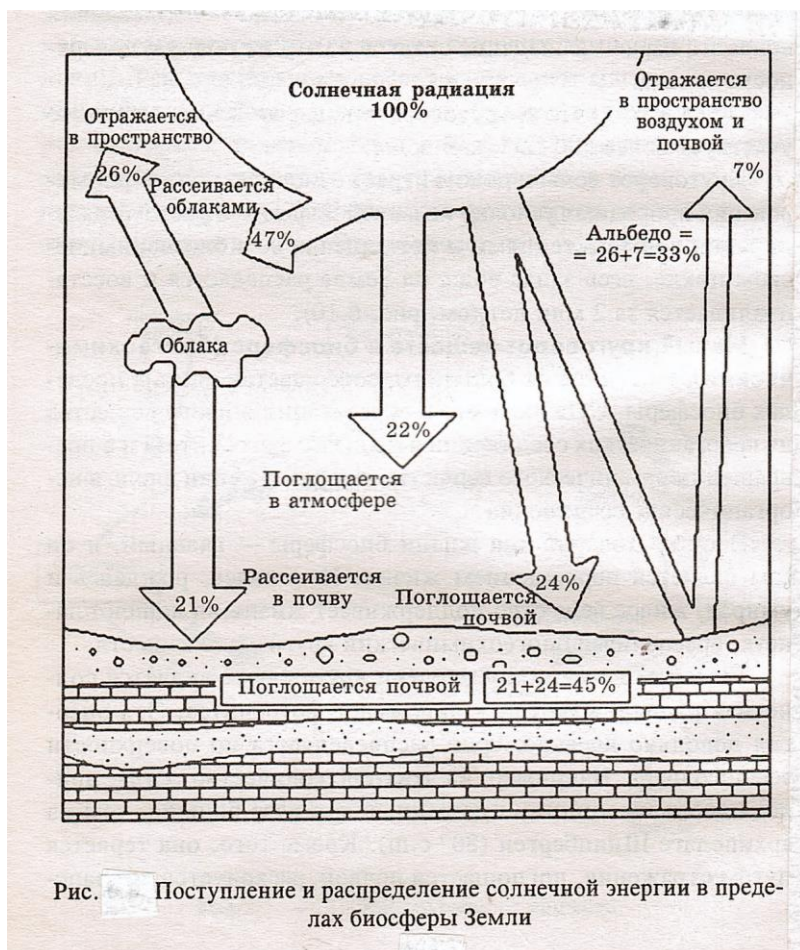 Солнечная радиация
100%
Отражается
в пространство
26%
Рассеивается
облаками
47%
Отражается
в пространство
воздухом и
почвой
7%
Альбедо =
= 26+7=33%
Облака
22%
Поглощается
в атмосфере
Рассеивается
в почву
21%
24%
Поглощается
почвой
Поглощается почвой
21+24=45%
Рис. Поступление и распределение солнечной энергии в преде-
лах биосферы Земли